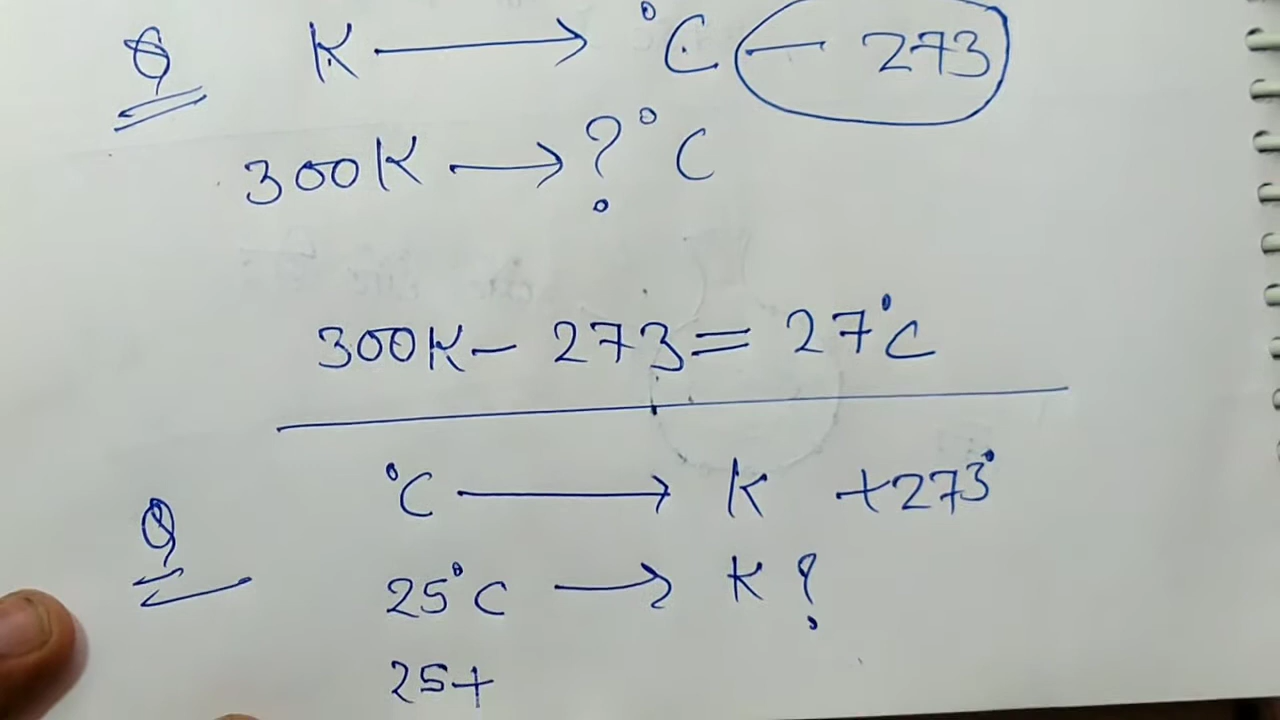 Q K ⟶ °C − 273
300K ⟶ ? °C
300K − 273 = 27°C
°C ⟶ K +273°
Q
25°C ⟶ K ?
25+